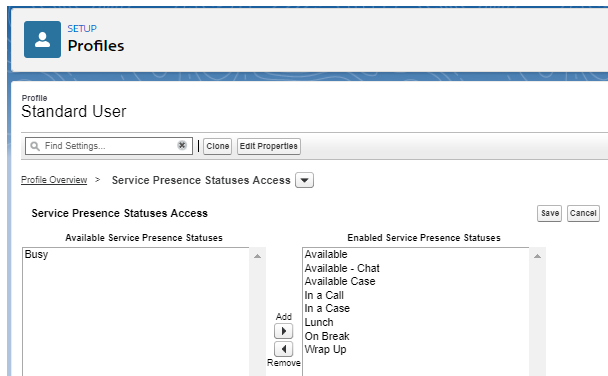 SETUP
Profiles
Profile
Standard User
Find Settings...
Clone
Edit Properties
Profile Overview > Service Presence Statuses Access
Service Presence Statuses Access
Save
Cancel
Available Service Presence Statuses
Busy
Add
Remove
Enabled Service Presence Statuses
Available
Available - Chat
Available Case
In a Call
In a Case
Lunch
On Break
Wrap Up